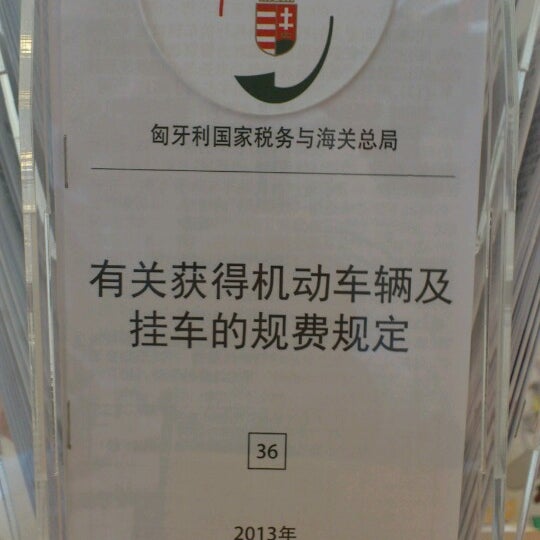 匈牙利国家税务与海关总局
有关获得机动车辆及
挂车的规费规定
36
2013年